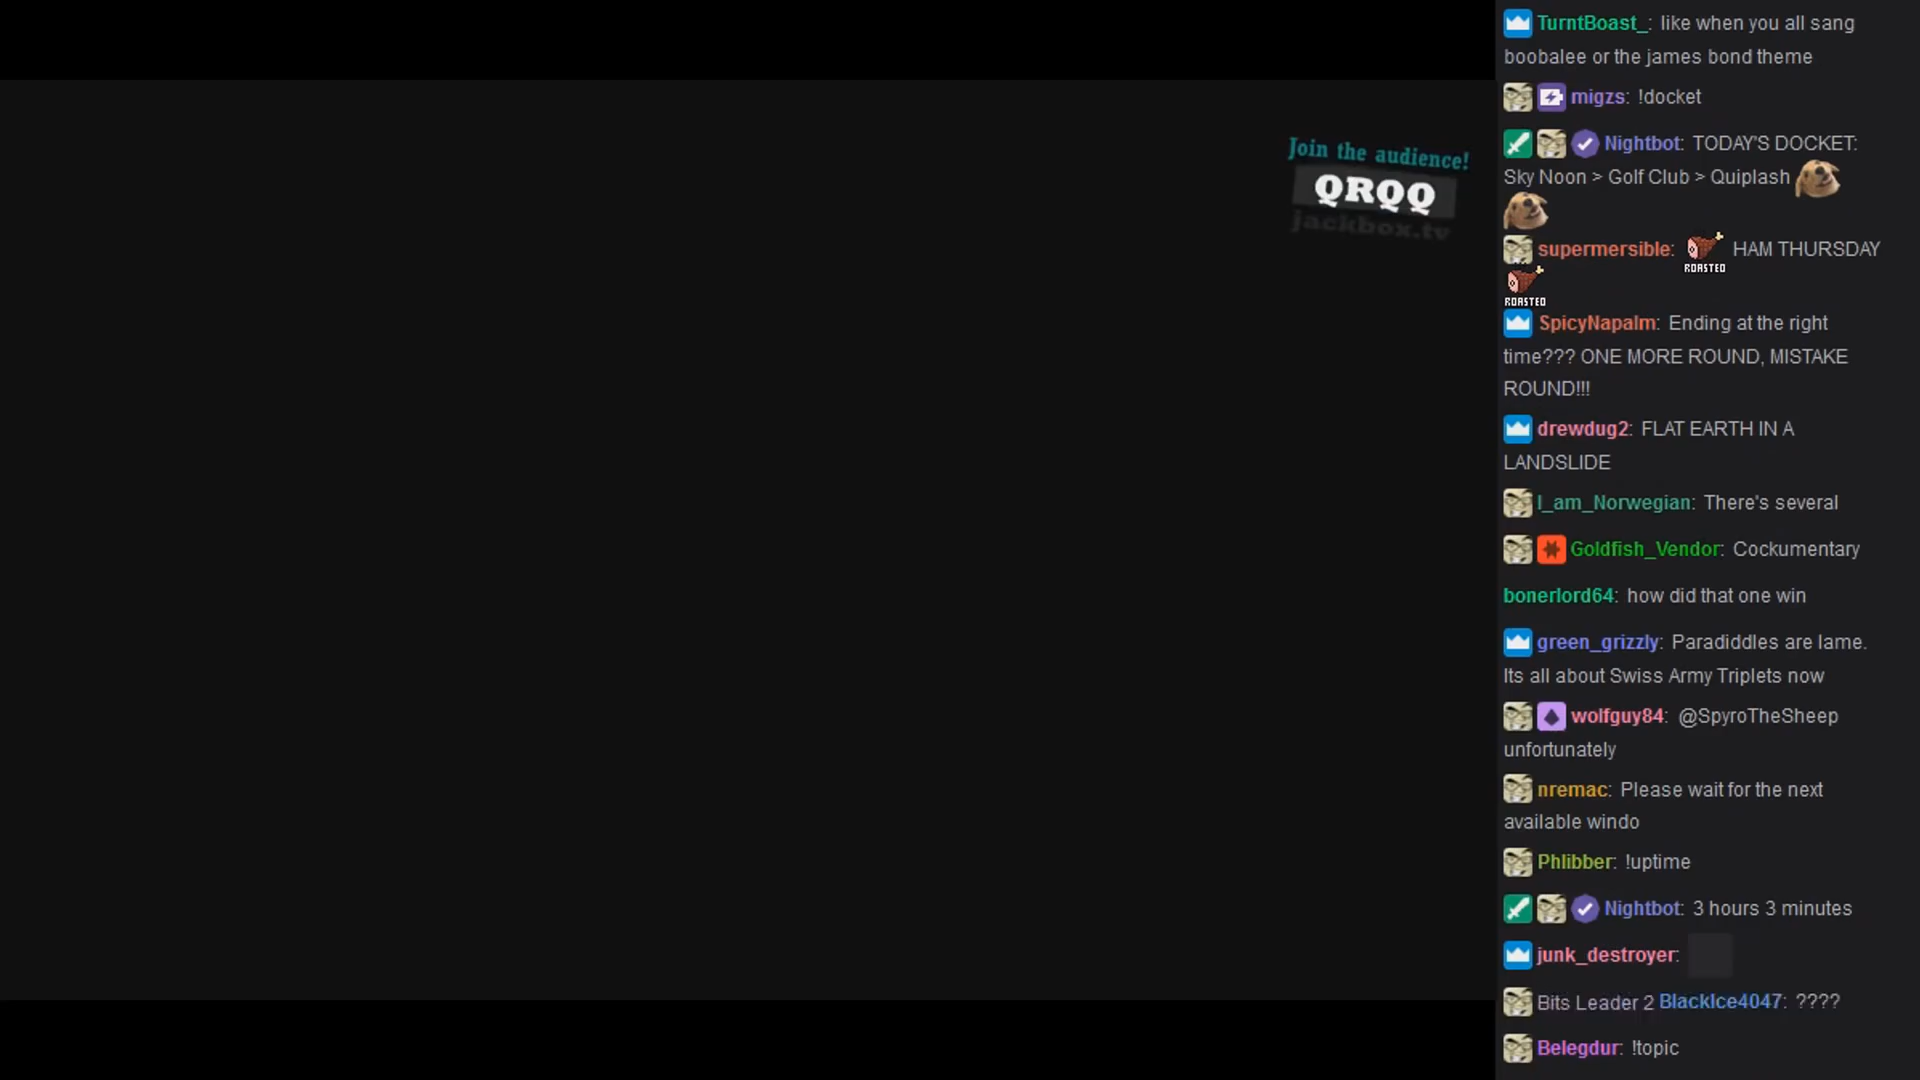 Join the audience!
QRQQ
jackbox.tv
TurntBoast_: like when you all sang
boobalee or the james bond theme
migzs: !docket
Nightbot: TODAY'S DOCKET:
Sky Noon > Golf Club > Quiplash
supermersible: ROASTED HAM THURSDAY
ROASTED
SpicyNapalm: Ending at the right
time??? ONE MORE ROUND, MISTAKE
ROUND!!!
drewdug2: FLAT EARTH IN A
LANDSLIDE
I_am_Norwegian: There's several
Goldfish_Vendor: Cockumentary
bonerlord64: how did that one win
green_grizzly: Paradiddles are lame.
Its all about Swiss Army Triplets now
wolfguy84: @SpyroTheSheep
unfortunately
nremac: Please wait for the next
available windo
Phlibber: !uptime
Nightbot: 3 hours 3 minutes
junk_destroyer:
Bits Leader 2 BlackIce4047: ????
Belegdur: !topic